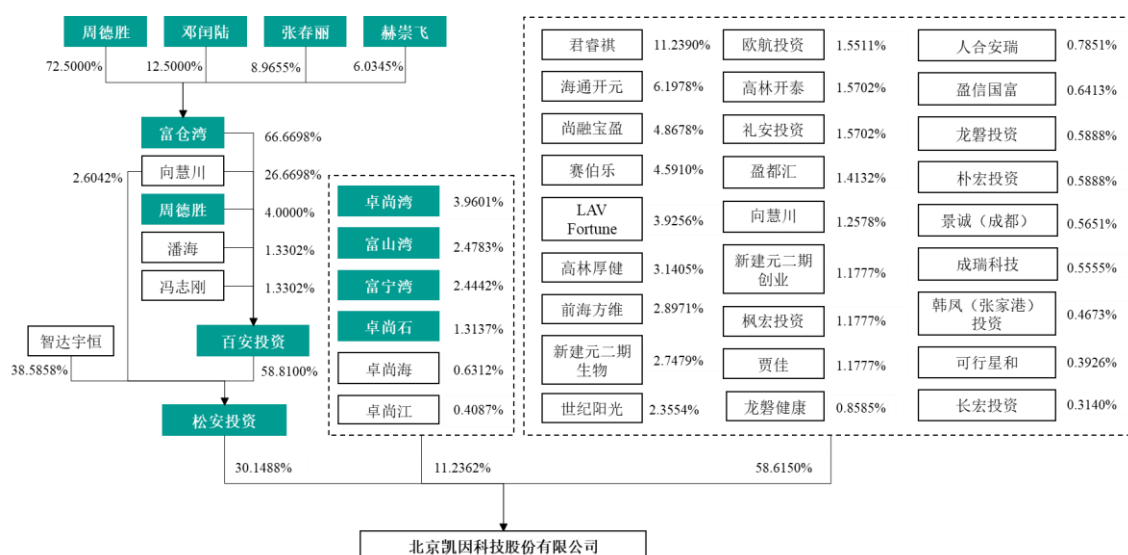 周德胜
邓闰陆
张春丽
赫崇飞
72.5000%
12.5000%
8.9655%
6.0345%
富仓湾
66.6698%
2.6042%
向慧川
26.6698%
周德胜
4.0000%
潘海
1.3302%
冯志刚
1.3302%
智达宇恒
百安投资
38.5858%
58.8100%
松安投资
卓尚湾
3.9601%
富山湾
2.4783%
富宁湾
2.4442%
卓尚石
1.3137%
卓尚海
0.6312%
卓尚江
0.4087%
君睿祺
11.2390%
海通开元
6.1978%
尚融宝盈
4.8678%
赛伯乐
4.5910%
LAV
Fortune
3.9256%
高林厚健
3.1405%
前海方维
2.8971%
新建元二期
生物
2.7479%
世纪阳光
2.3554%
欧航投资
1.5511%
高林开泰
1.5702%
礼安投资
1.5702%
盈都汇
1.4132%
向慧川
1.2578%
新建元二期
创业
1.1777%
枫宏投资
1.1777%
贾佳
1.1777%
龙磐健康
0.8585%
人合安瑞
0.7851%
盈信国富
0.6413%
龙磐投资
0.5888%
朴宏投资
0.5888%
景诚（成都）
0.5651%
成瑞科技
0.5555%
韩凤（张家港）
投资
0.4673%
可行星和
0.3926%
长宏投资
0.3140%
30.1488%
11.2362%
58.6150%
北京凯因科技股份有限公司